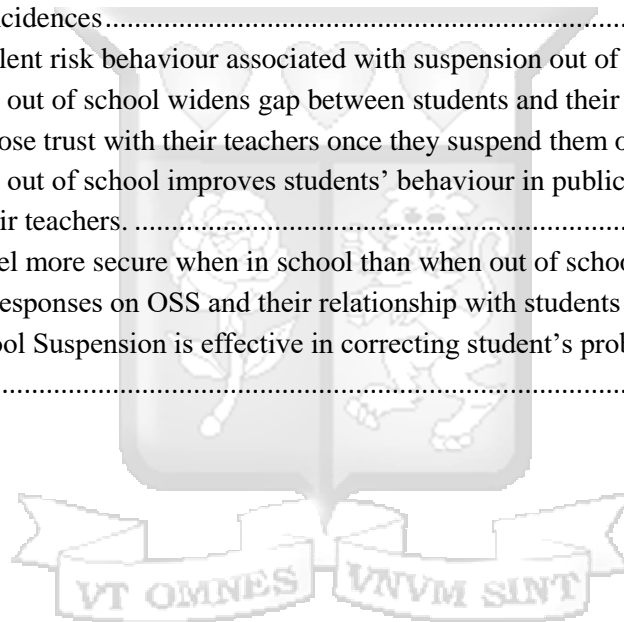 cidences..........................................................................
lent risk behaviour associated with suspension out of
out of school widens gap between students and their
ose trust with their teachers once they suspend them o
out of school improves students’ behaviour in public
ir teachers. ......................................................................
el more secure when in school than when out of schoo
esponses on OSS and their relationship with students
ol Suspension is effective in correcting student’s prob
..........................................................................................
VT OMNES VNVM SINT